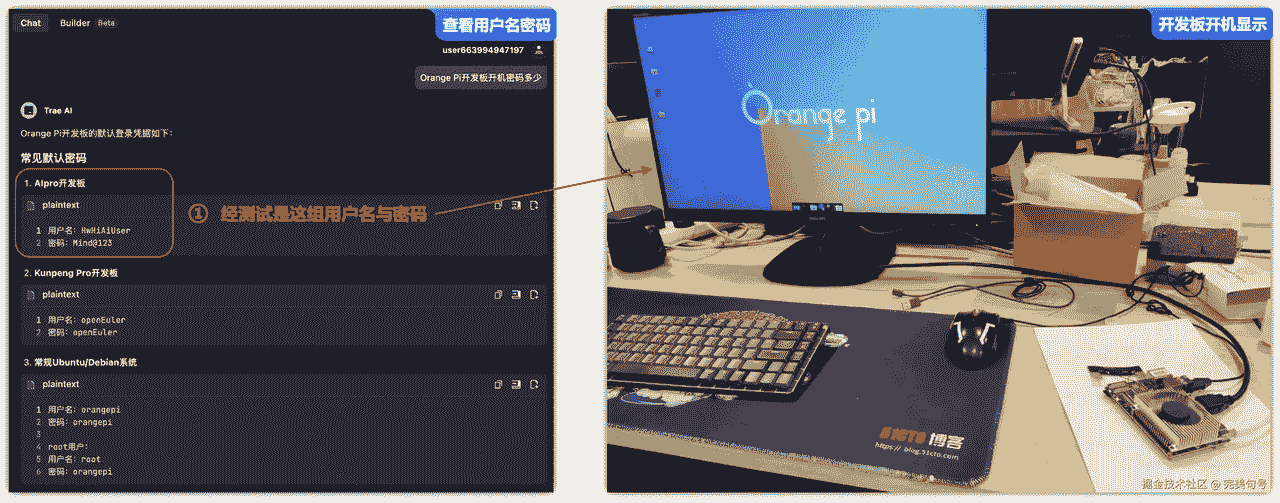 Chat Builder Beta
查看用户名密码
user663994947197
Orange Pi开发板开机密码多少
Trae AI
Orange Pi开发板的默认登录凭据如下:
常见默认密码
1. AIpro开发板
plaintext
1 用户名: HwHiAiUser
2 密码: Mind@123
① 经测试是这组用户名与密码
2. Kunpeng Pro开发板
plaintext
1 用户名: openEuler
2 密码: openEuler
3. 常规Ubuntu/Debian系统
plaintext
1 用户名: orangepi
2 密码: orangepi
3
4 root用户:
5 用户名: root
6 密码: orangepi
开发板开机显示
Orange pi
PHILIPS
51CTO 博客
https://blog.51cto.com
掘金技术社区 @ 完美句号